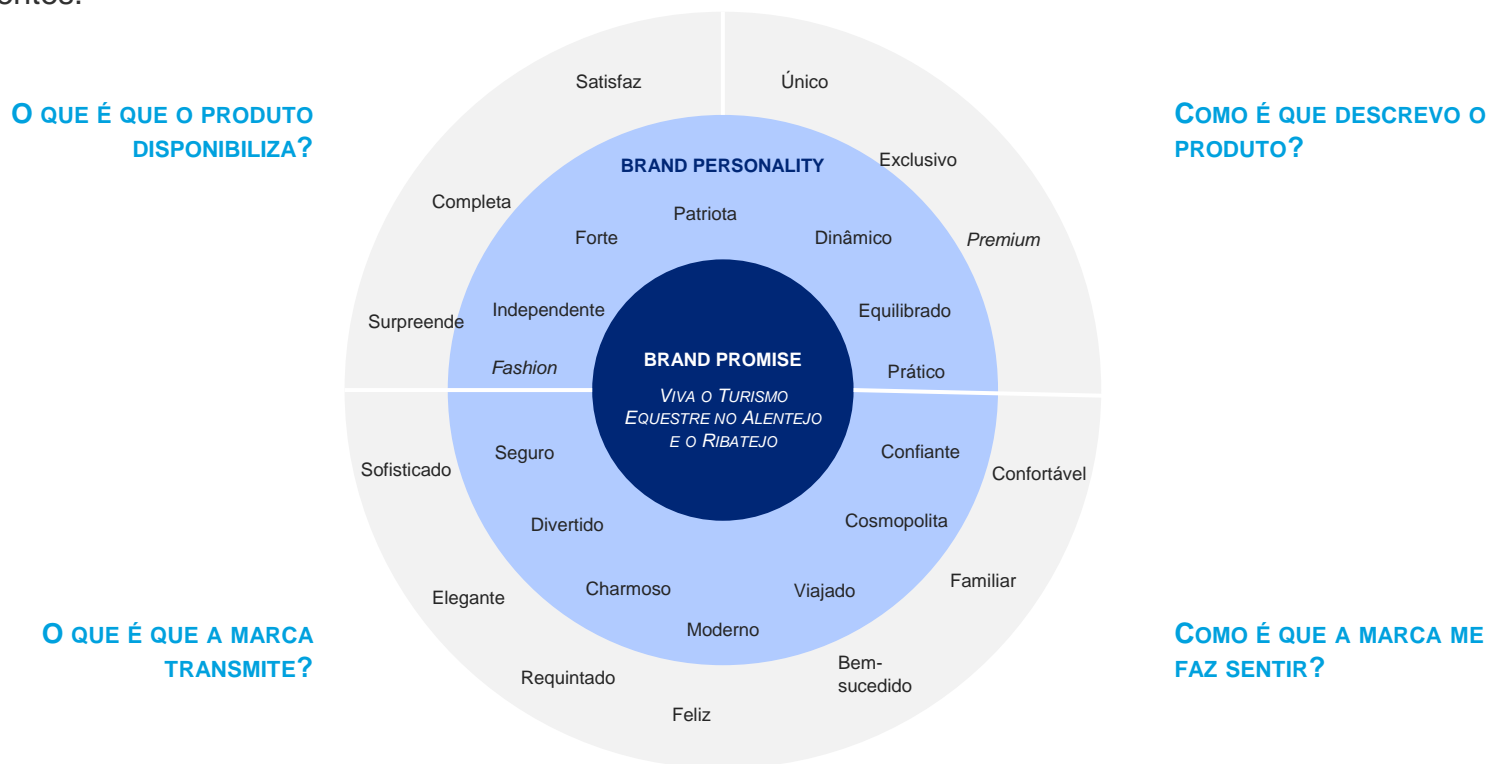 Satisfaz
Único
O QUE É QUE O PRODUTO
DISPONIBILIZA?
COMO É QUE DESCREVO O
PRODUTO?
BRAND PERSONALITY
Exclusivo
Completa
Patriota
Forte
Dinâmico
Premium
Surpreende
Independente
Equilibrado
Fashion
Prático
BRAND PROMISE
VIVA O TURISMO
EQUESTRE NO ALENTEJO
E O RIBATEJO
Sofisticado
Seguro
Confiante
Confortável
Divertido
Cosmopolita
Elegante
Charmoso
Viajado
Familiar
Moderno
O QUE É QUE A MARCA
TRANSMITE?
COMO É QUE A MARCA ME
FAZ SENTIR?
Requintado
Bem-
sucedido
Feliz